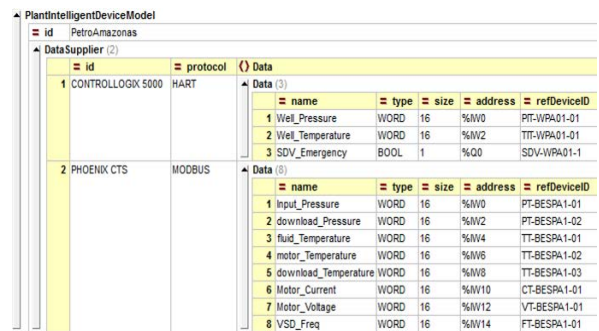 PlantIntelligentDeviceModel
= id PetroAmazonas
DataSupplier (2)
= id = protocol () Data
1 CONTROLLOGIX 5000 HART Data (3)
= name = type = size = address = refDeviceID
1 Well_Pressure WORD 16 %IW0 PIT-WPA01-01
2 Well_Temperature WORD 16 %IW2 TIT-WPA01-01
3 SDV_Emergency BOOL 1 %Q0 SDV-WPA01-1
2 PHOENIX CTS MODBUS Data (8)
= name = type = size = address = refDeviceID
1 Input_Pressure WORD 16 %IW0 PT-BESPA1-01
2 download_Pressure WORD 16 %IW2 PT-BESPA1-02
3 fluid_Temperature WORD 16 %IW4 TT-BESPA1-01
4 motor_Temperature WORD 16 %IW6 TT-BESPA1-02
5 download_Temperature WORD 16 %IW8 TT-BESPA1-03
6 Motor_Current WORD 16 %IW10 CT-BESPA1-01
7 Motor_Voltage WORD 16 %IW12 VT-BESPA1-01
8 VSD_Freq WORD 16 %IW14 FT-BESPA1-01